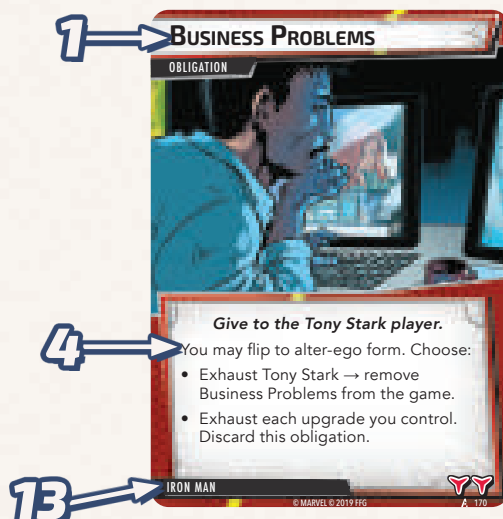 1
BUSINESS PROBLEMS
OBLIGATION
Give to the Tony Stark player.
4
You may flip to alter-ego form. Choose:
• Exhaust Tony Stark → remove
Business Problems from the game.
• Exhaust each upgrade you control.
Discard this obligation.
13
IRON MAN
© MARVEL © 2019 FFG
170